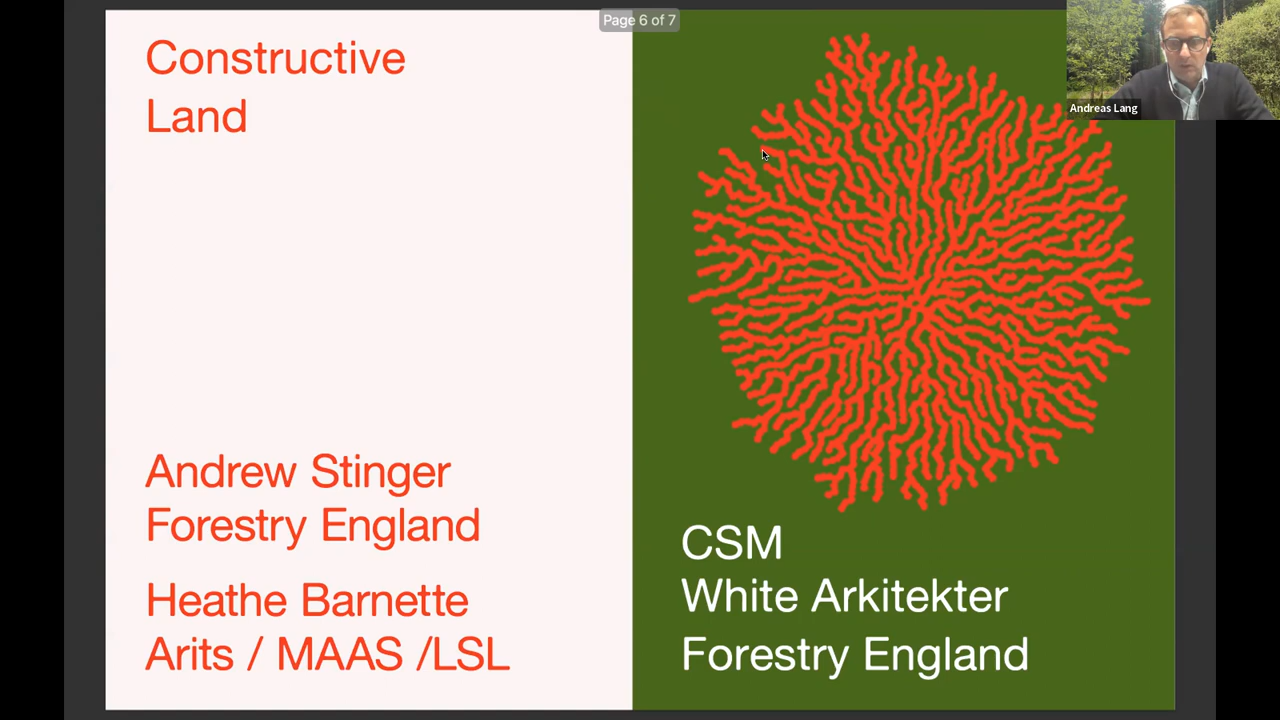 Page 6 of 7
Constructive
Land
Andrew Stinger
Forestry England
Heathe Barnette
Arits / MAAS /LSL
CSM
White Arkitekter
Forestry England
Andreas Lang